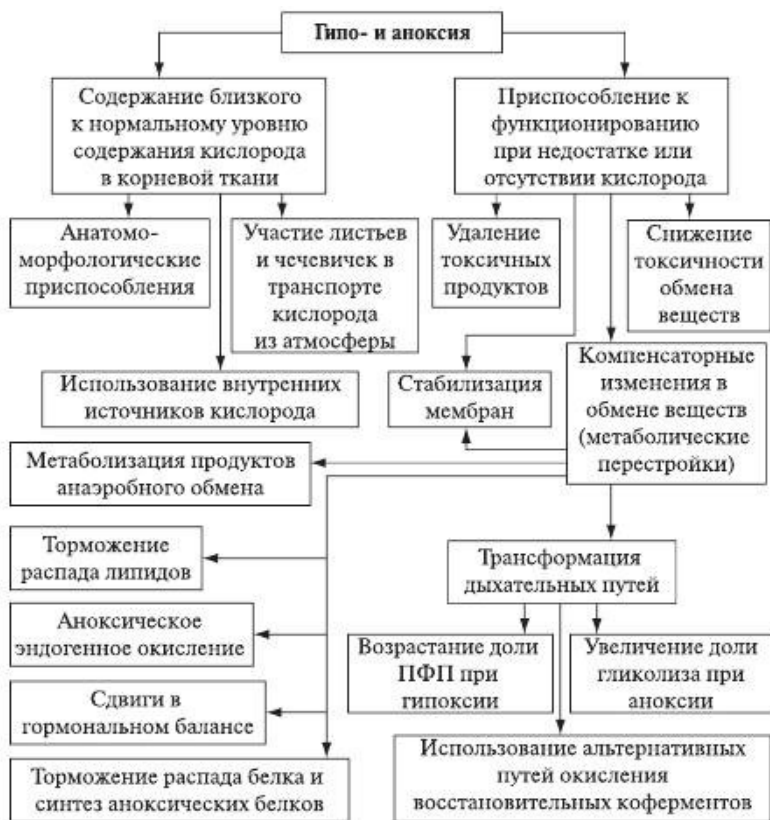 Гипо- и аноксия
Содержание близкого
к нормальному уровню
содержания кислорода
в корневой ткани
Приспособление к
функционированию
при недостатке или
отсутствии кислорода
Анатомо-
морфологические
приспособления
Участие листьев
и чечевичек в
транспорте
кислорода
из атмосферы
Удаление
токсичных
продуктов
Снижение
токсичности
обмена
веществ
Использование внутренних
источников кислорода
Стабилизация
мембран
Компенсаторные
изменения в
обмене веществ
(метаболические
перестройки)
Метаболизация продуктов
анаэробного обмена
Торможение
распада липидов
Трансформация
дыхательных путей
Аноксическое
эндогенное окисление
Возрастание доли
ПФП при
гипоксии
Увеличение доли
гликолиза при
аноксии
Сдвиги в
гормональном балансе
Использование альтернативных
путей окисления
восстановительных коферментов
Торможение распада белка и
синтез аноксических белков